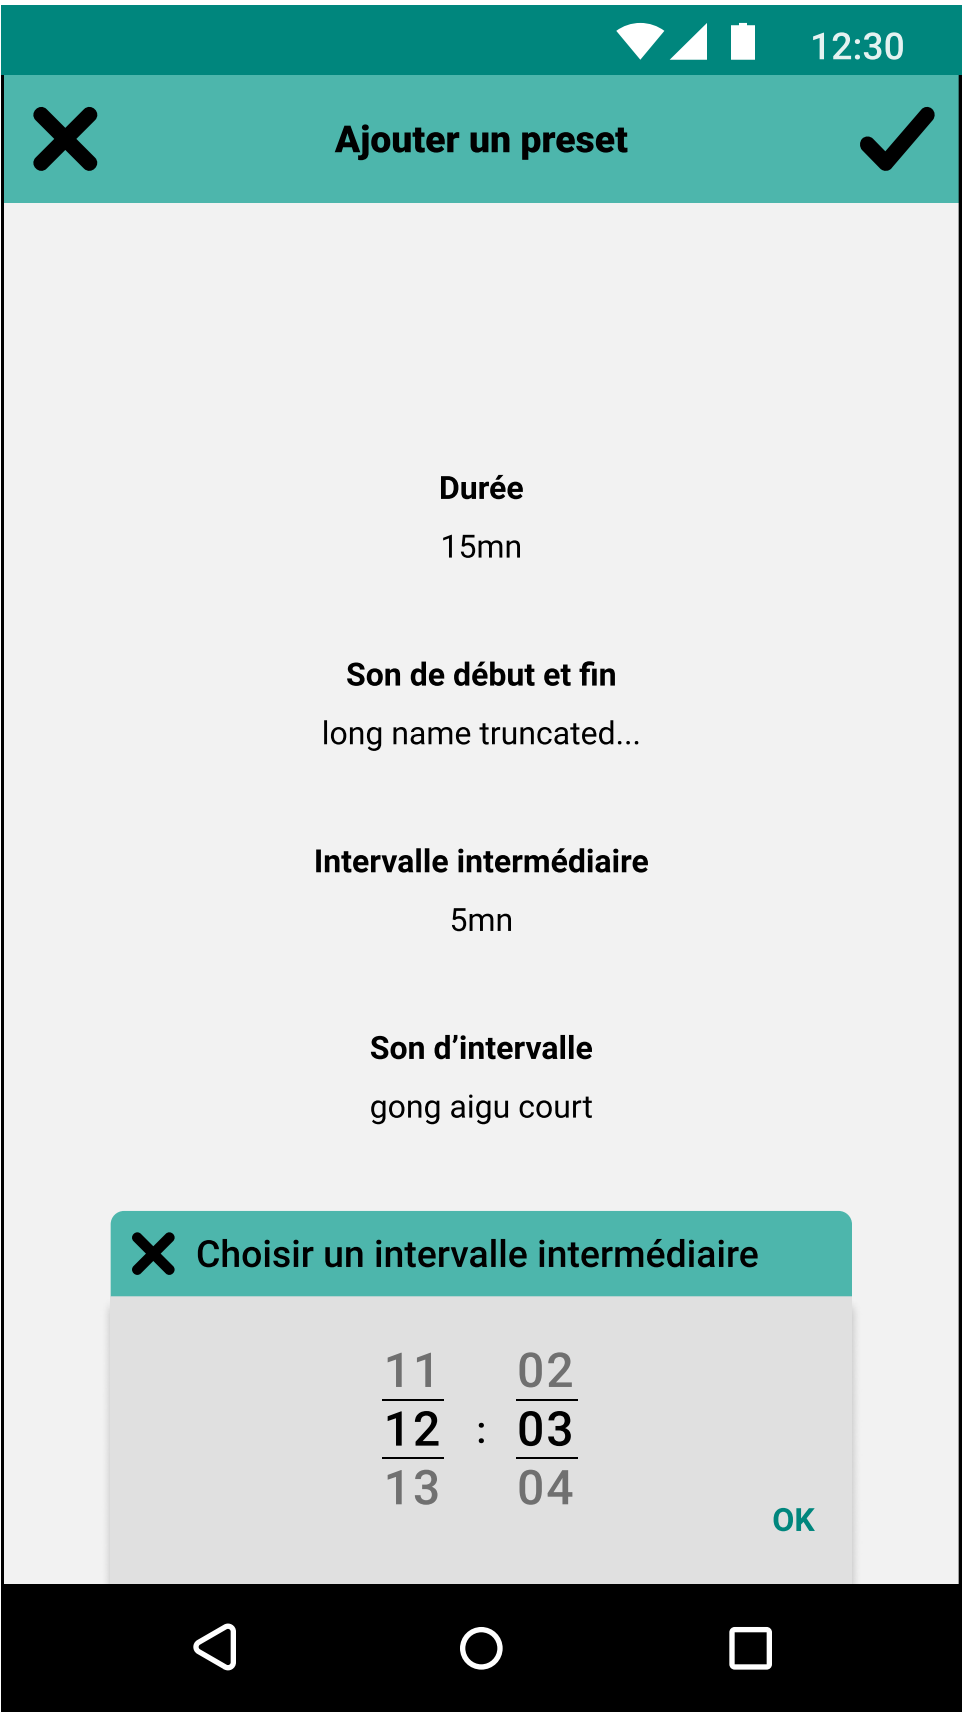 12:30
Ajouter un preset
Durée
15mn
Son de début et fin
long name truncated...
Intervalle intermédiaire
5mn
Son d’intervalle
gong aigu court
Choisir un intervalle intermédiaire
11 02
12 : 03
13 04
OK